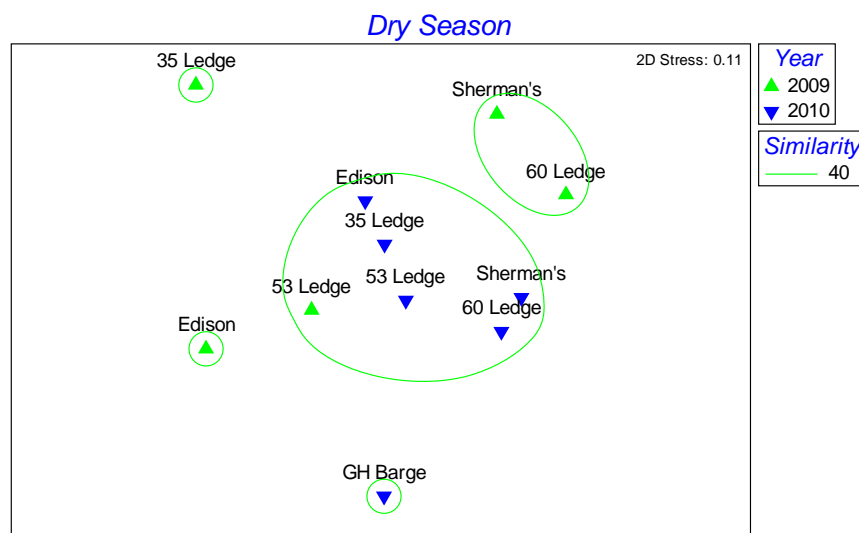 Dry Season
2D Stress: 0.11
Year
2009
2010
Similarity
40
35 Ledge
Sherman's
60 Ledge
Edison
35 Ledge
53 Ledge
Sherman's
53 Ledge
60 Ledge
Edison
GH Barge